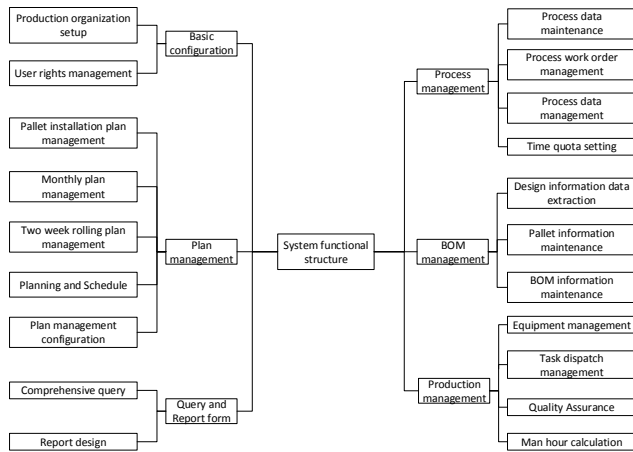 Production organization
setup
User rights management
Basic
configuration
Pallet installation plan
management
Monthly plan
management
Two week rolling plan
management
Planning and Schedule
Plan management
configuration
Plan
management
Comprehensive query
Report design
Query and
Report form
System functional
structure
Process
management
Process data
maintenance
Process work order
management
Process data
management
Time quota setting
BOM
management
Design information data
extraction
Pallet information
maintenance
BOM information
maintenance
Production
management
Equipment management
Task dispatch
management
Quality Assurance
Man hour calculation